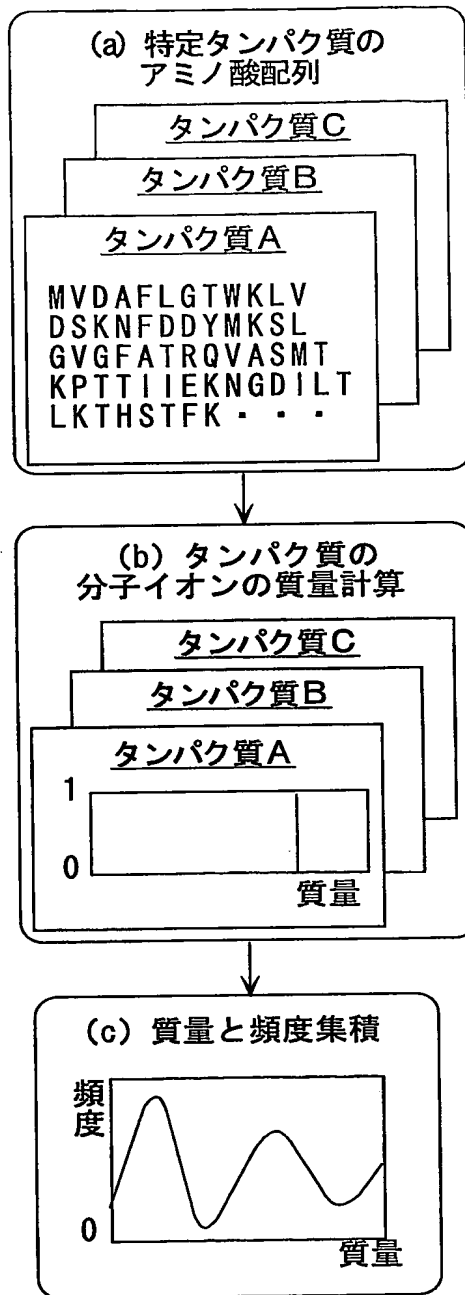 (a) 特定タンパク質の
アミノ酸配列
タンパク質C
タンパク質B
タンパク質A
MVDAFLGTWKLV
DSKNFDDYMKSL
GVGFATRQVASMT
KPTTIIEKNGDILT
LKTHSTFK・・・
(b) タンパク質の
分子イオンの質量計算
タンパク質C
タンパク質B
タンパク質A
1
0
質量
(c) 質量と頻度集積
頻度
0
質量